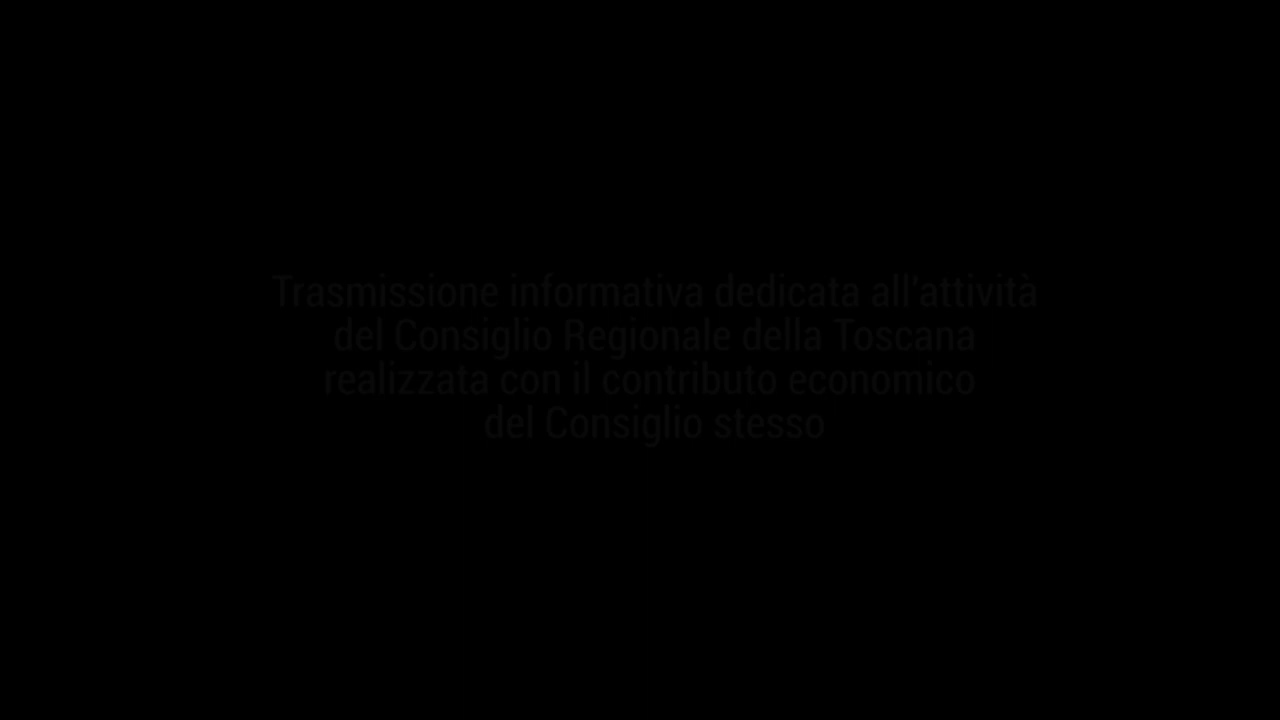 Trasmissione informativa dedicata all'attività
del Consiglio Regionale della Toscana
realizzata con il contributo economico
del Consiglio stesso